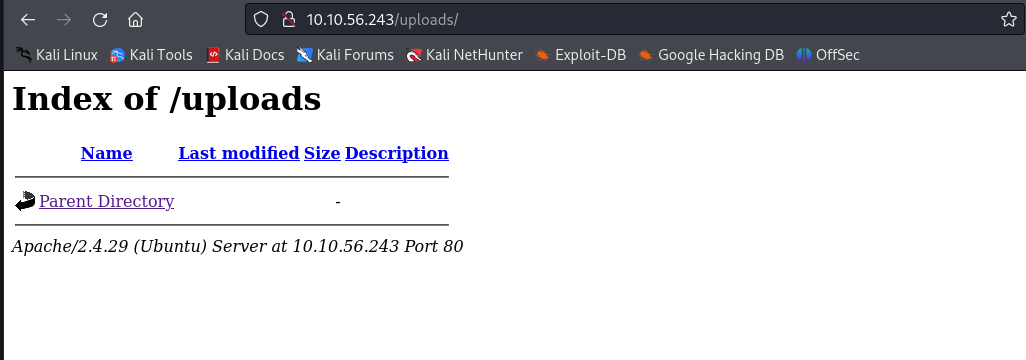 10.10.56.243/uploads/
Kali Linux Kali Tools Kali Docs Kali Forums Kali NetHunter Exploit-DB Google Hacking DB OffSec
Index of /uploads
Name Last modified Size Description
Parent Directory -
Apache/2.4.29 (Ubuntu) Server at 10.10.56.243 Port 80